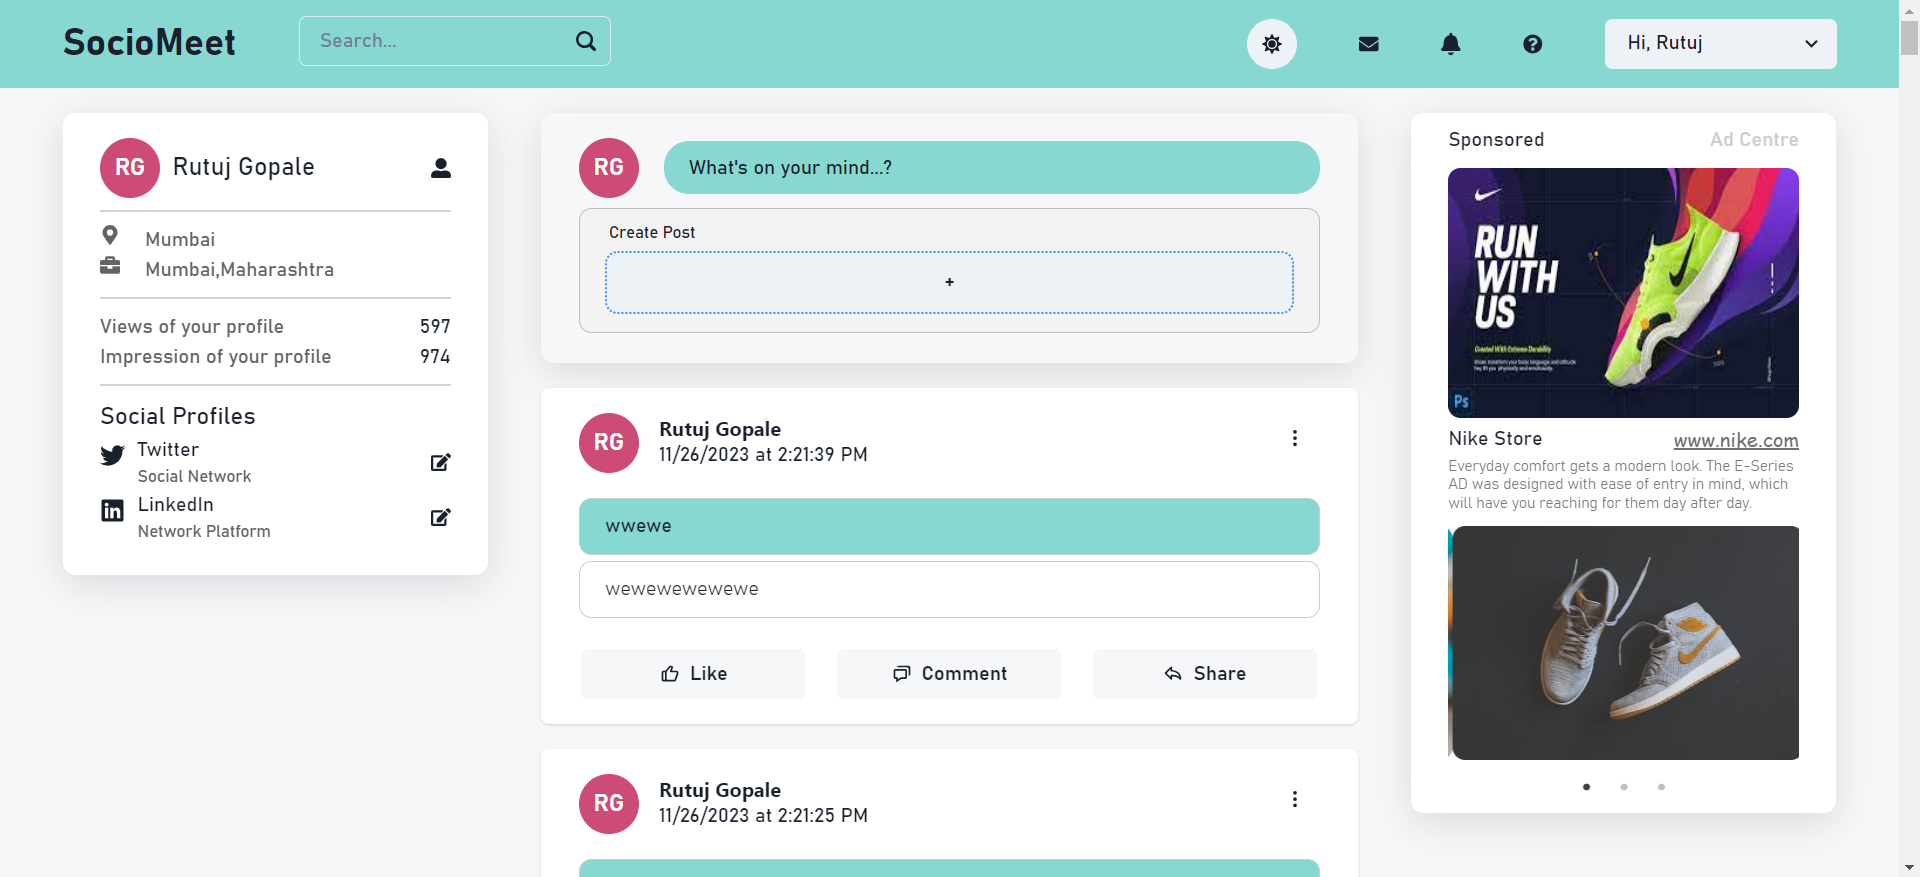 SocioMeet
Search...
Hi, Rutuj
RG
Rutuj Gopale
Mumbai
Mumbai,Maharashtra
Views of your profile 597
Impression of your profile 974
Social Profiles
Twitter
Social Network
LinkedIn
Network Platform
RG
What's on your mind...?
Create Post
+
RG
Rutuj Gopale
11/26/2023 at 2:21:39 PM
wwewe
wewewewewewe
Like
Comment
Share
RG
Rutuj Gopale
11/26/2023 at 2:21:25 PM
Sponsored
Ad Centre
RUN
WITH
US
Created With Extreme Durability
Ps
Nike Store
www.nike.com
Everyday comfort gets a modern look. The E-Series
AD was designed with ease of entry in mind, which
will have you reaching for them day after day.